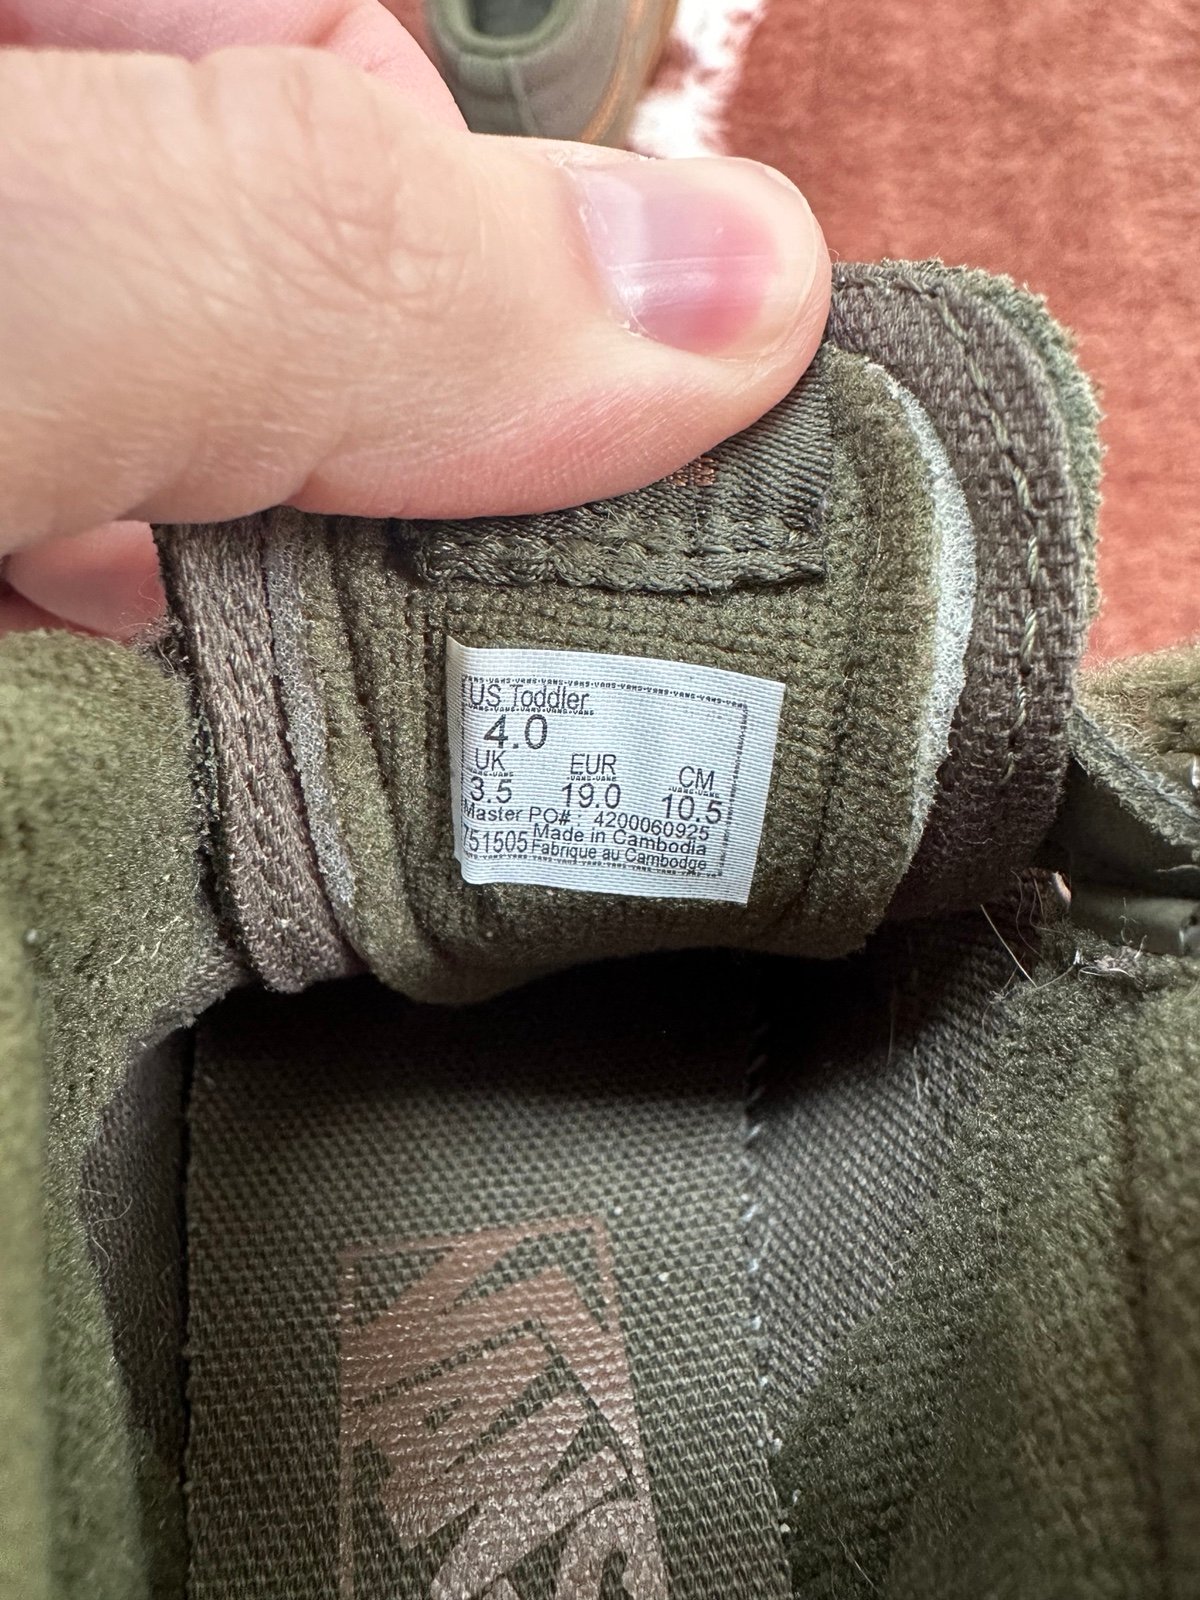 US Toddler
4.0
UK EUR CM
3.5 19.0 10.5
Master PO# : 4200060925
751505 Made in Cambodia
Fabrique au Cambodge